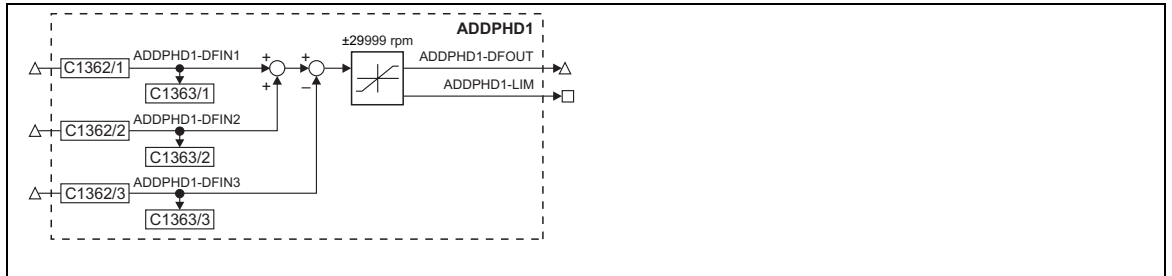 ADDPHD1
±29999 rpm
C1362/1
ADDPHD1-DFIN1
+
+
+
–
ADDPHD1-DFOUT
ADDPHD1-LIM
C1363/1
C1362/2
ADDPHD1-DFIN2
C1363/2
C1362/3
ADDPHD1-DFIN3
C1363/3